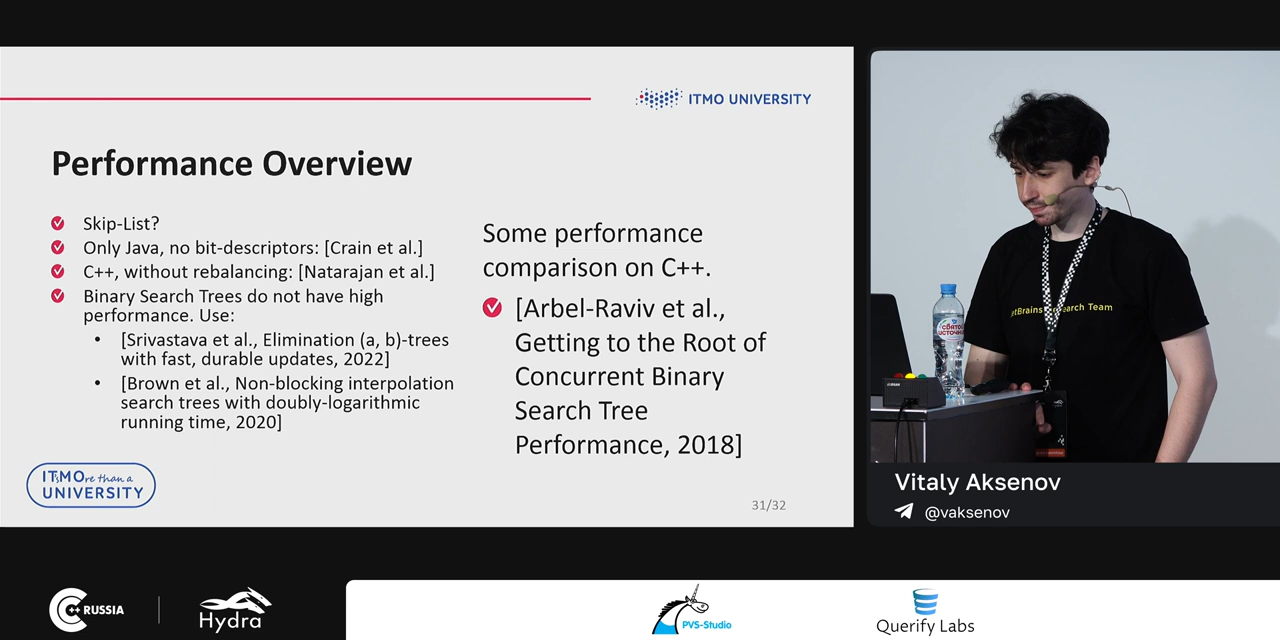 ITMO UNIVERSITY
Performance Overview
Skip-List?
Only Java, no bit-descriptors: [Crain et al.]
C++, without rebalancing: [Natarajan et al.]
Binary Search Trees do not have high
performance. Use:
[Srivastava et al., Elimination (a, b)-trees
with fast, durable updates, 2022]
[Brown et al., Non-blocking interpolation
search trees with doubly-logarithmic
running time, 2020]
Some performance
comparison on C++.
[Arbel-Raviv et al.,
Getting to the Root of
Concurrent Binary
Search Tree
Performance, 2018]
IT'sMOre than a
UNIVERSITY
31/32
Vitaly Aksenov
@vaksenov
C++ RUSSIA
Hydra
PVS-Studio
Querify Labs